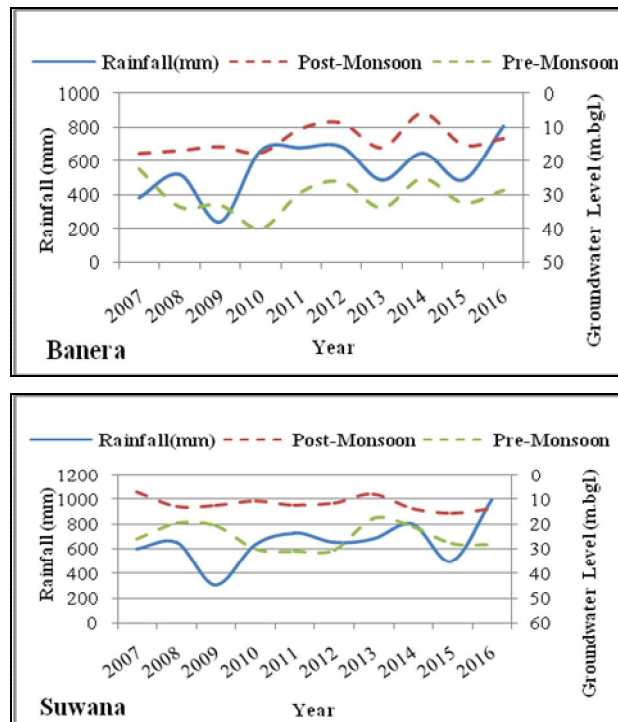 Rainfall(mm) Post-Monsoon Pre-Monsoon
1000 0
800 10
600 20
400 30
200 40
0 50
Rainfall (mm)
Groundwater Level (m.bgl.)
2007 2008 2009 2010 2011 2012 2013 2014 2015 2016
Banera Year
Rainfall(mm) Post-Monsoon Pre-Monsoon
1200 0
1000 10
800 20
600 30
400 40
200 50
0 60
Rainfall (mm)
Groundwater Level (m.bgl)
2007 2008 2009 2010 2011 2012 2013 2014 2015 2016
Suwana Year